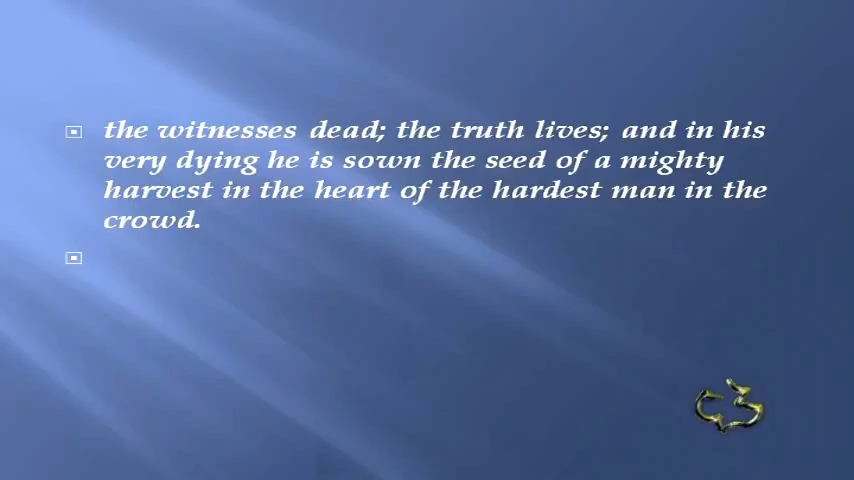 the witnesses dead; the truth lives; and in his
very dying he is sown the seed of a mighty
harvest in the heart of the hardest man in the
crowd.
C3